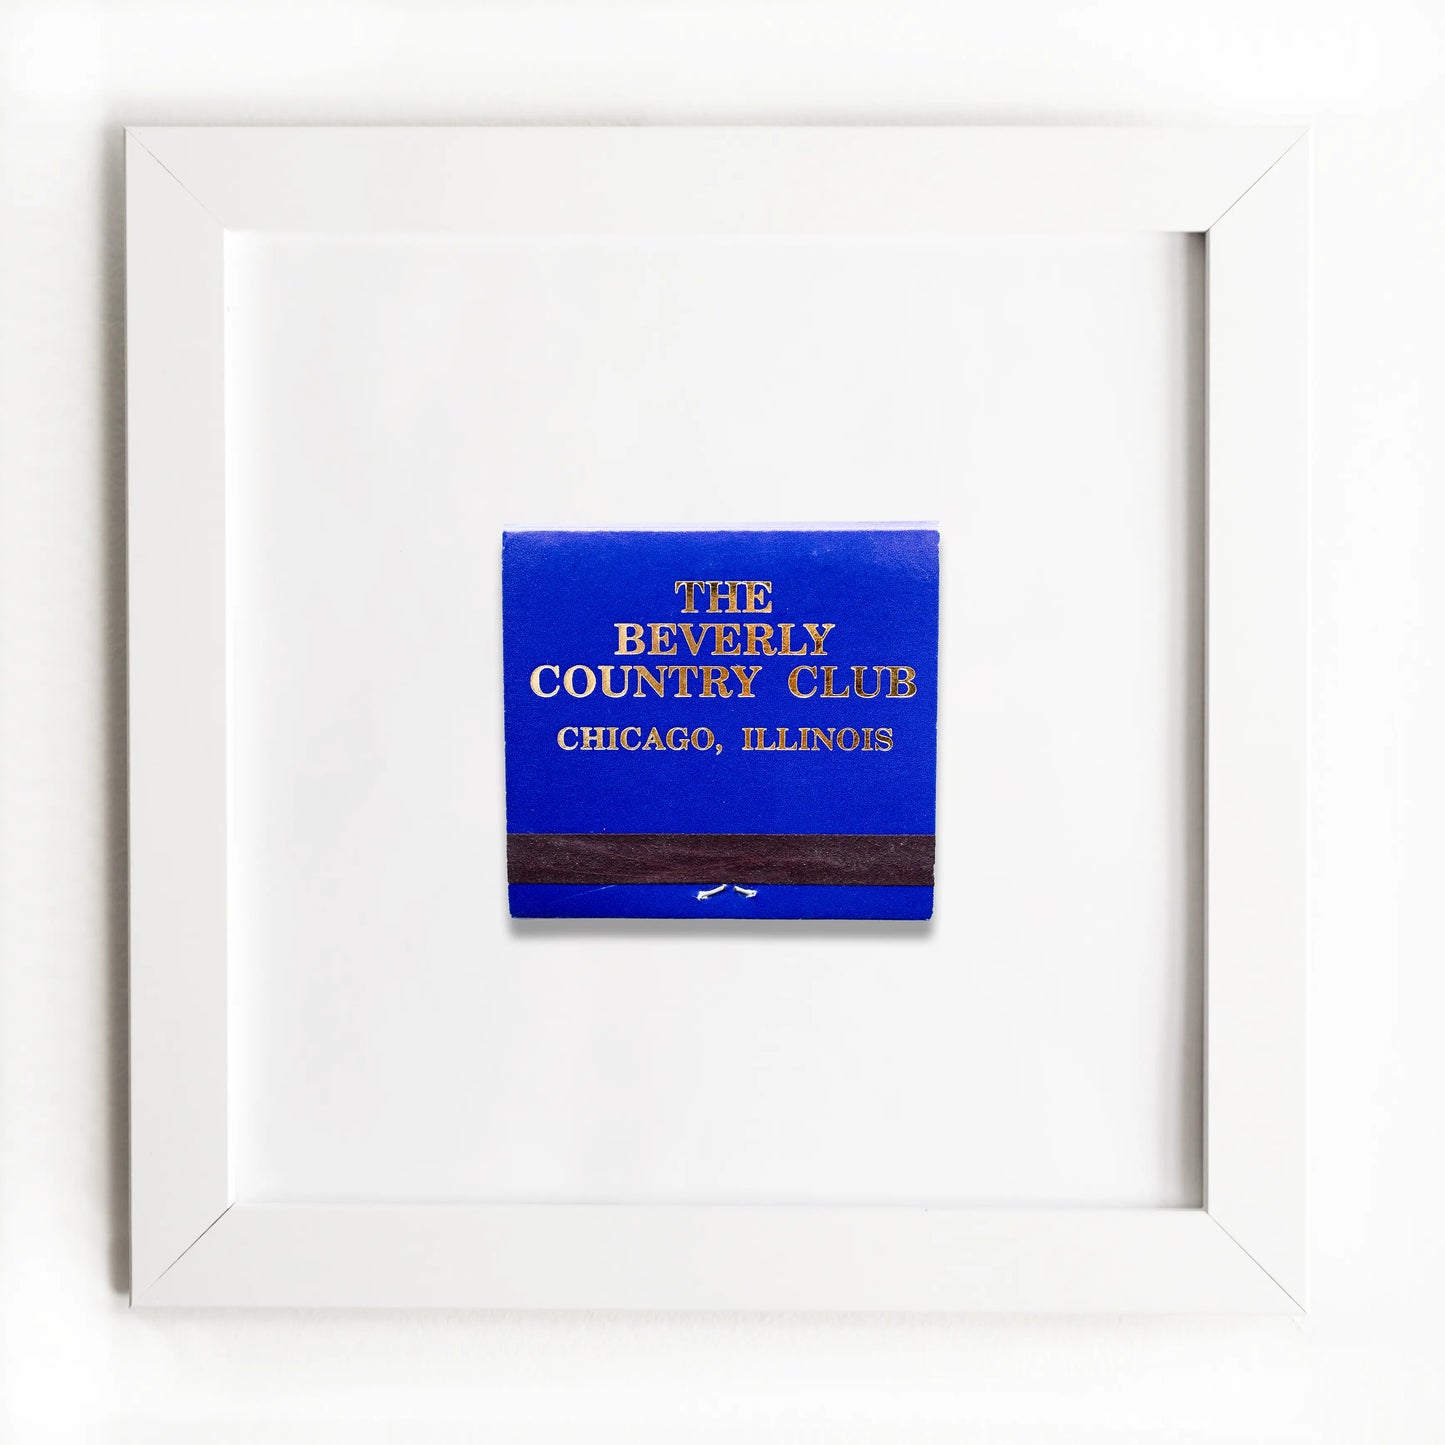 THE
BEVERLY
COUNTRY CLUB
CHICAGO, ILLINOIS